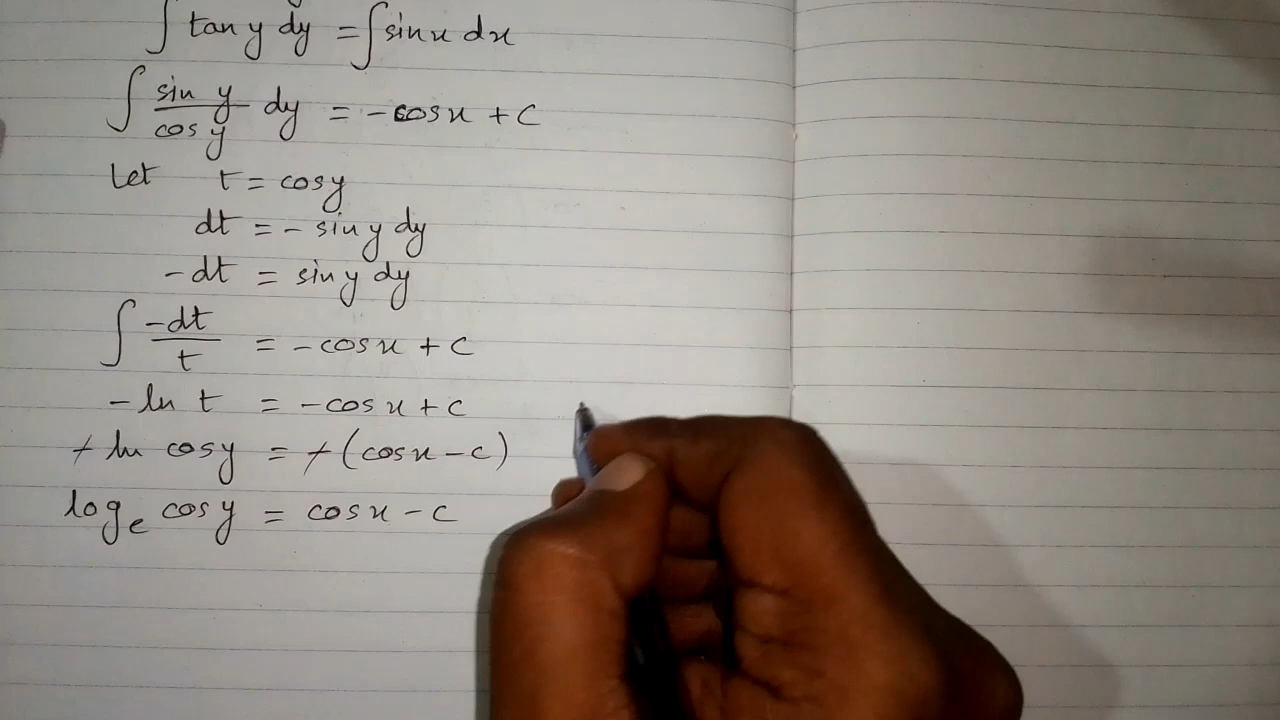 ∫ tan y dy = ∫ sin x dx
∫ sin y / cos y dy = -cos x + c
Let t = cos y
dt = - sin y dy
-dt = sin y dy
∫ -dt / t = -cos x + c
-ln t = -cos x + c
+ ln cos y = + (cos x - c)
log_e cos y = cos x - c